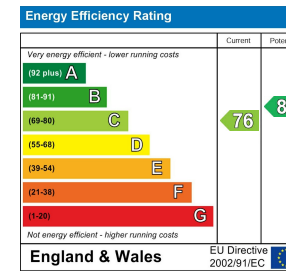 Energy Efficiency Rating
Current
Very energy efficient - lower running costs
(92 plus) A
(81-91) B
(69-80) C
76
(55-68) D
(39-54) E
(21-38) F
(1-20) G
Not energy efficient - higher running costs
England & Wales
EU Directive
2002/91/EC